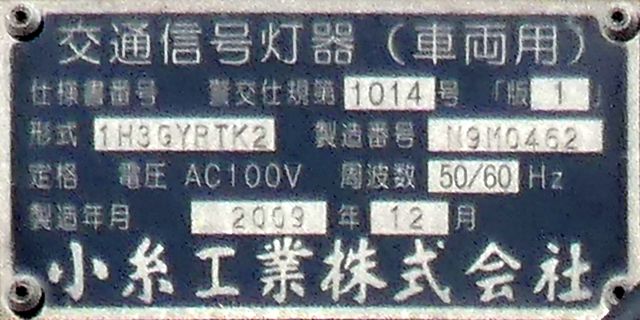 交通信号灯器（車両用）
仕様書番号 警交仕規第 1014 号 「版 1 」
形式 1H3GYRTK2 製造番号 N9M0462
定格 電圧 AC100V 周波数 50/60 Hz
製造年月 2009 年 12 月
小糸工業株式会社